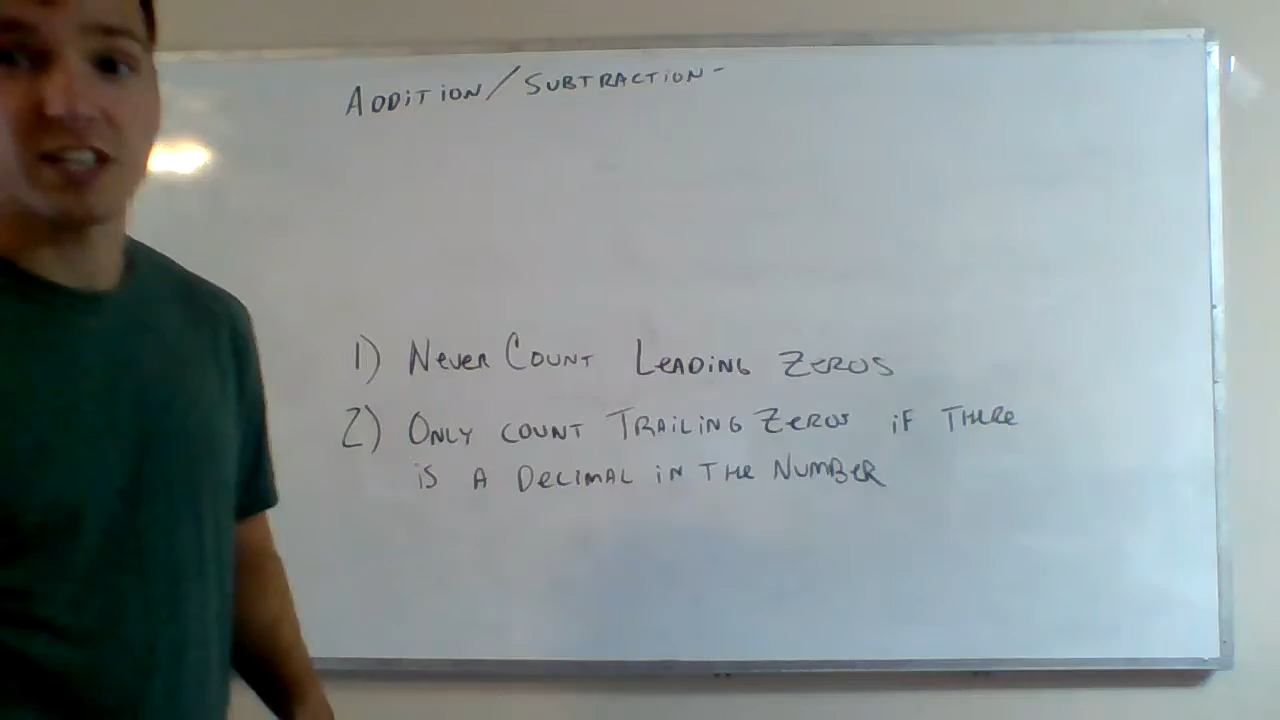 Addition/Subtraction-
1) Never Count Leading Zeros
2) Only count Trailing Zeros if There
is a Decimal in The Number